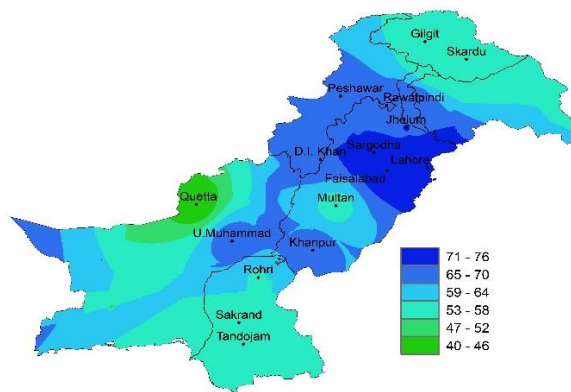 Gilgit
Skardu
Peshawar
Rawalpindi
Jhelum
D.I. Khan
Sargodha
Lahore
Faisalabad
Quetta
Multan
U.Muhammad
Khanpur
Rohri
Sakrand
Tandojam
71 - 76
65 - 70
59 - 64
53 - 58
47 - 52
40 - 46